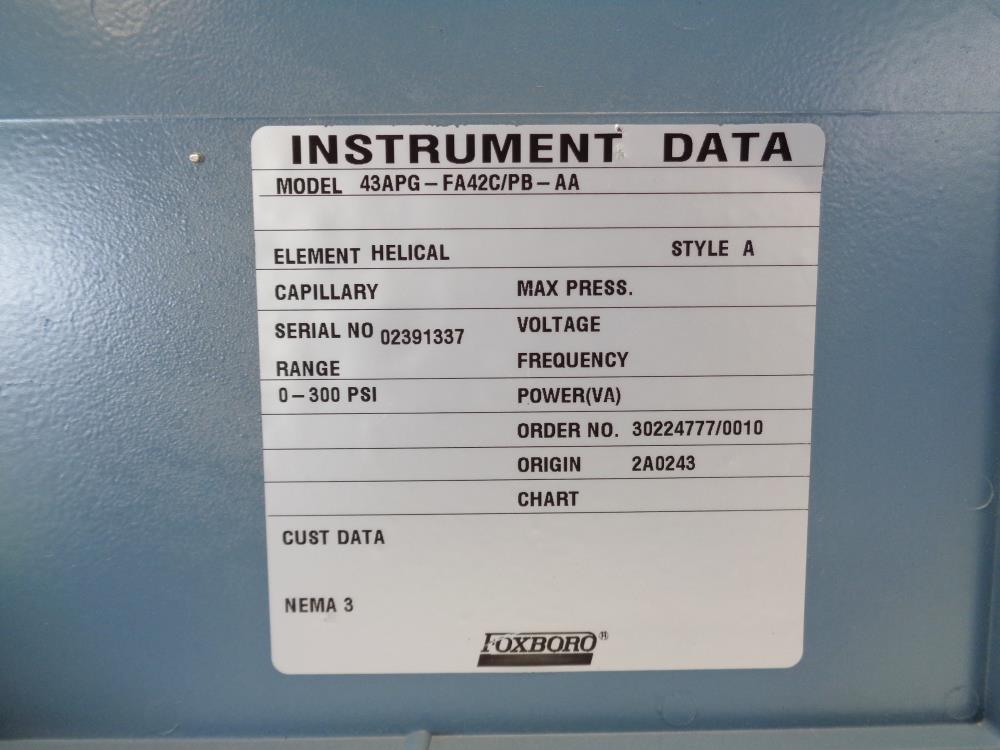 INSTRUMENT DATA
MODEL 43APG-FA42C/PB-AA
ELEMENT HELICAL STYLE A
CAPILLARY MAX PRESS.
SERIAL NO 02391337 VOLTAGE
RANGE FREQUENCY
0-300 PSI POWER(VA)
ORDER NO. 30224777/0010
ORIGIN 2A0243
CHART
CUST DATA
NEMA 3
FOXBORO®